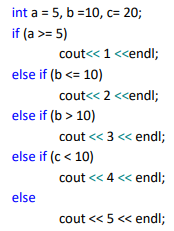 int a = 5, b =10, c= 20;
if (a >= 5)
cout<< 1 <<endl;
else if (b <= 10)
cout<< 2 <<endl;
else if (b > 10)
cout << 3 << endl;
else if (c < 10)
cout << 4 << endl;
else
cout << 5 << endl;